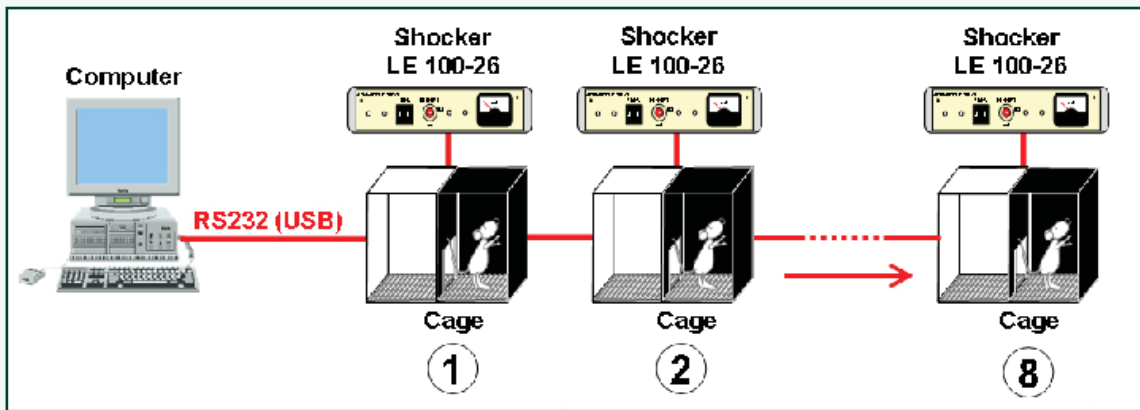 Computer
Shocker
LE 100-26
Shocker
LE 100-26
Shocker
LE 100-26
RS232 (USB)
Cage
1
Cage
2
Cage
8